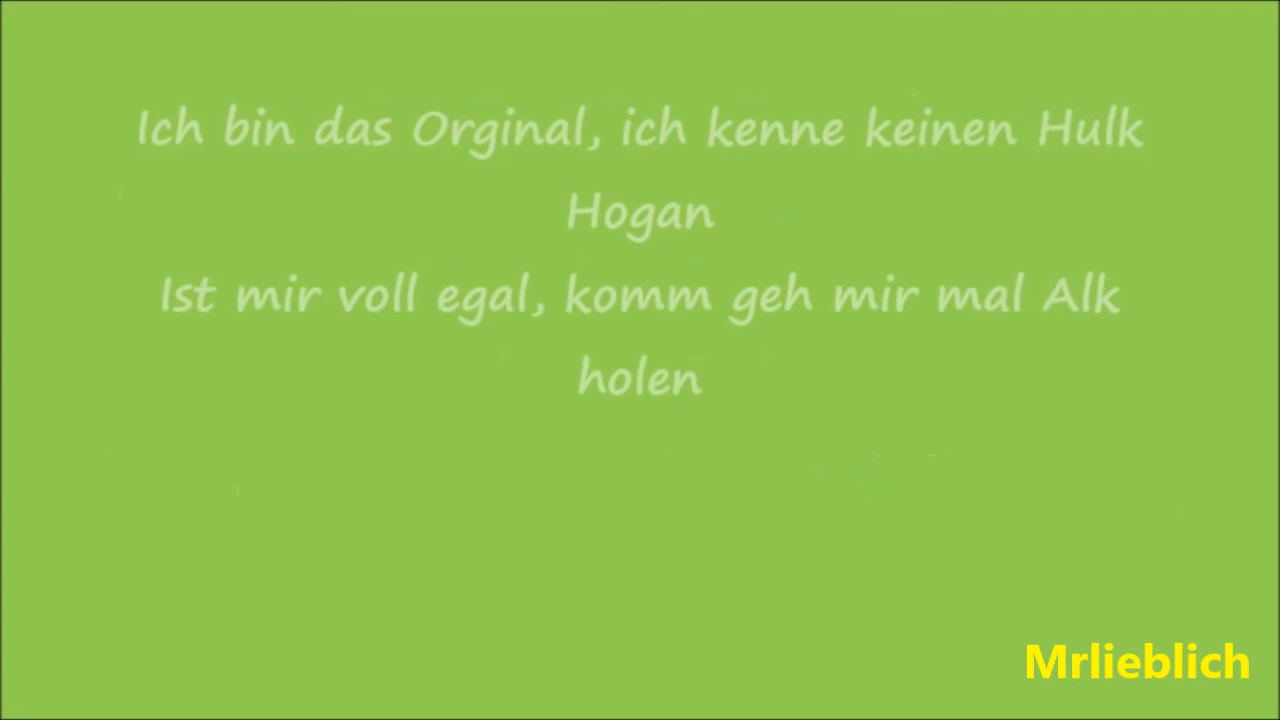 Ich bin das Orginal, ich kenne keinen Hulk
Hogan
Ist mir voll egal, komm geh mir mal Alk
holen
Mrlieblich